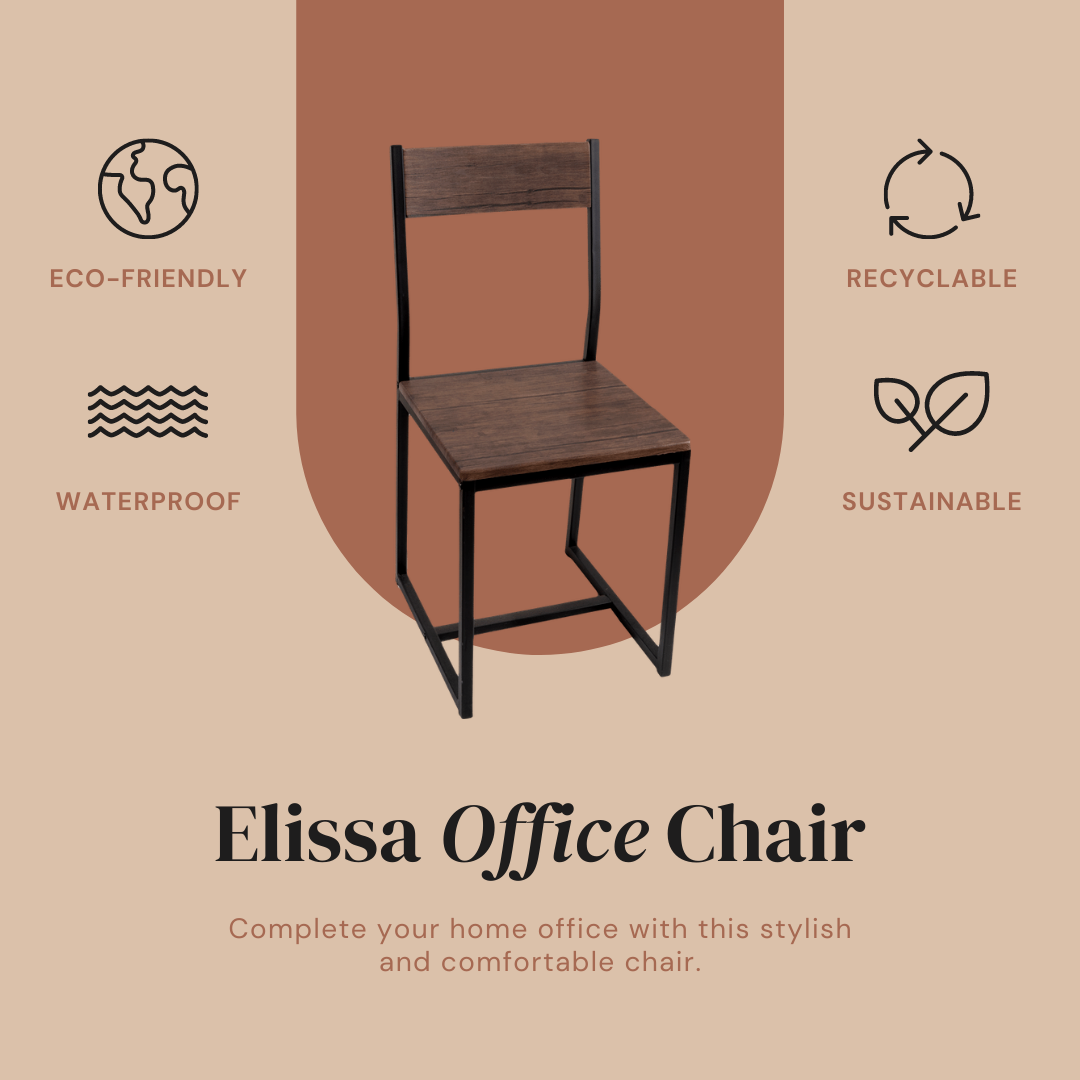 ECO-FRIENDLY
RECYCLABLE
WATERPROOF
SUSTAINABLE
Elissa Office Chair
Complete your home office with this stylish
and comfortable chair.